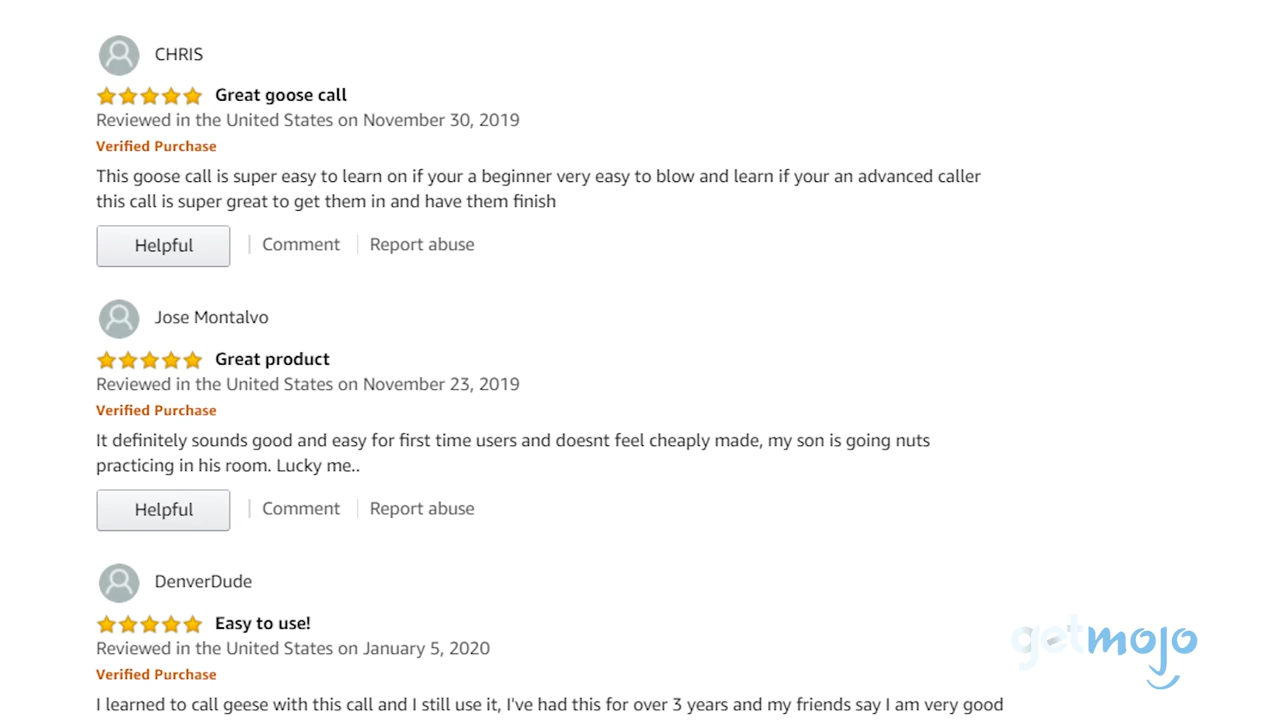 CHRIS
Great goose call
Reviewed in the United States on November 30, 2019
Verified Purchase
This goose call is super easy to learn on if your a beginner very easy to blow and learn if your an advanced caller
this call is super great to get them in and have them finish
Helpful | Comment | Report abuse
Jose Montalvo
Great product
Reviewed in the United States on November 23, 2019
Verified Purchase
It definitely sounds good and easy for first time users and doesnt feel cheaply made, my son is going nuts
practicing in his room. Lucky me..
Helpful | Comment | Report abuse
DenverDude
Easy to use!
Reviewed in the United States on January 5, 2020
Verified Purchase
I learned to call geese with this call and I still use it, I've had this for over 3 years and my friends say I am very good
getmojo